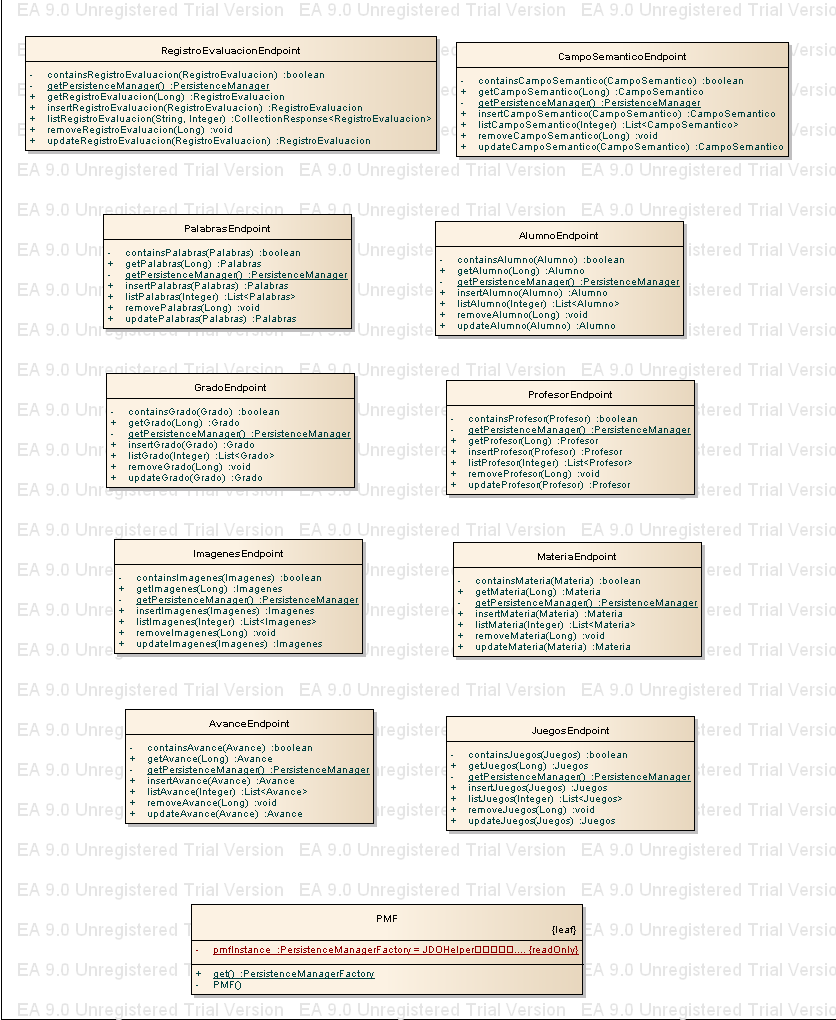 EA 9.0 Unregistered Trial Version EA 9.0 Unregistered Trial Version EA 9.0 Unregistered Trial Versio
RegistroEvaluacionEndpoint
- containsRegistroEvaluacion(RegistroEvaluacion) :boolean
- getPersistenceManager() :PersistenceManager
+ getRegistroEvaluacion(Long) :RegistroEvaluacion
+ insertRegistroEvaluacion(RegistroEvaluacion) :RegistroEvaluacion
+ listRegistroEvaluacion(String, Integer) :CollectionResponse<RegistroEvaluacion>
+ removeRegistroEvaluacion(Long) :void
+ updateRegistroEvaluacion(RegistroEvaluacion) :RegistroEvaluacion
CampoSemanticoEndpoint
- containsCampoSemantico(CampoSemantico) :boolean
+ getCampoSemantico(Long) :CampoSemantico
- getPersistenceManager() :PersistenceManager
+ insertCampoSemantico(CampoSemantico) :CampoSemantico
+ listCampoSemantico(Integer) :List<CampoSemantico>
+ removeCampoSemantico(Long) :void
+ updateCampoSemantico(CampoSemantico) :CampoSemantico
PalabrasEndpoint
- containsPalabras(Palabras) :boolean
+ getPalabras(Long) :Palabras
- getPersistenceManager() :PersistenceManager
+ insertPalabras(Palabras) :Palabras
+ listPalabras(Integer) :List<Palabras>
+ removePalabras(Long) :void
+ updatePalabras(Palabras) :Palabras
AlumnoEndpoint
- containsAlumno(Alumno) :boolean
+ getAlumno(Long) :Alumno
- getPersistenceManager() :PersistenceManager
+ insertAlumno(Alumno) :Alumno
+ listAlumno(Integer) :List<Alumno>
+ removeAlumno(Long) :void
+ updateAlumno(Alumno) :Alumno
GradoEndpoint
- containsGrado(Grado) :boolean
+ getGrado(Long) :Grado
- getPersistenceManager() :PersistenceManager
+ insertGrado(Grado) :Grado
+ listGrado(Integer) :List<Grado>
+ removeGrado(Long) :void
+ updateGrado(Grado) :Grado
ProfesorEndpoint
- containsProfesor(Profesor) :boolean
- getPersistenceManager() :PersistenceManager
+ getProfesor(Long) :Profesor
+ insertProfesor(Profesor) :Profesor
+ listProfesor(Integer) :List<Profesor>
+ removeProfesor(Long) :void
+ updateProfesor(Profesor) :Profesor
ImagenesEndpoint
- containsImagenes(Imagenes) :boolean
+ getImagenes(Long) :Imagenes
- getPersistenceManager() :PersistenceManager
+ insertImagenes(Imagenes) :Imagenes
+ listImagenes(Integer) :List<Imagenes>
+ removeImagenes(Long) :void
+ updateImagenes(Imagenes) :Imagenes
MateriaEndpoint
- containsMateria(Materia) :boolean
+ getMateria(Long) :Materia
- getPersistenceManager() :PersistenceManager
+ insertMateria(Materia) :Materia
+ listMateria(Integer) :List<Materia>
+ removeMateria(Long) :void
+ updateMateria(Materia) :Materia
AvanceEndpoint
- containsAvance(Avance) :boolean
+ getAvance(Long) :Avance
- getPersistenceManager() :PersistenceManager
+ insertAvance(Avance) :Avance
+ listAvance(Integer) :List<Avance>
+ removeAvance(Long) :void
+ updateAvance(Avance) :Avance
JuegosEndpoint
- containsJuegos(Juegos) :boolean
+ getJuegos(Long) :Juegos
- getPersistenceManager() :PersistenceManager
+ insertJuegos(Juegos) :Juegos
+ listJuegos(Integer) :List<Juegos>
+ removeJuegos(Long) :void
+ updateJuegos(Juegos) :Juegos
PMF
{leaf}
- pmfInstance :PersistenceManagerFactory = JDOHelper□□□□□.... {readOnly}
+ get() :PersistenceManagerFactory
- PMF()